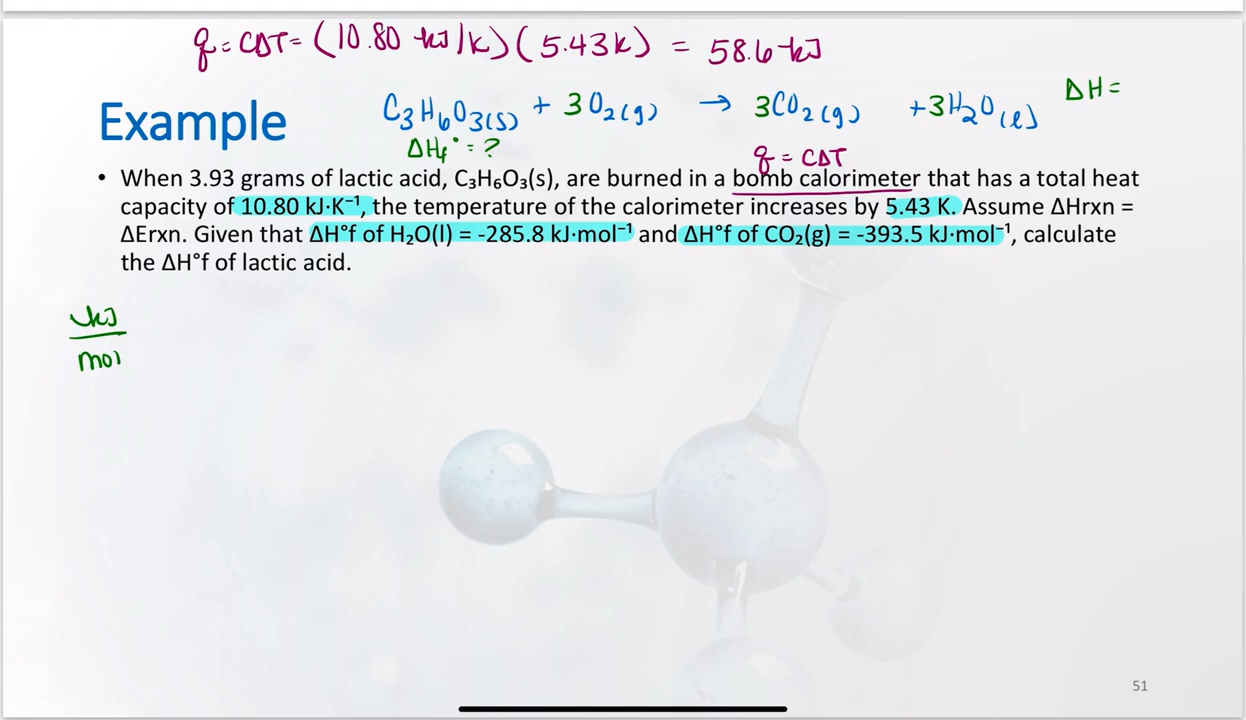 q = CΔT = (10.80 kJ/K)(5.43K) = 58.6 kJ
Example
C₃H₆O₃(s) + 3O₂(g) → 3CO₂(g) + 3H₂O(l) ΔH =
ΔHf° = ?
q = CΔT
• When 3.93 grams of lactic acid, C₃H₆O₃(s), are burned in a bomb calorimeter that has a total heat
capacity of 10.80 kJ·K⁻¹, the temperature of the calorimeter increases by 5.43 K. Assume ΔHrxn =
ΔErxn. Given that ΔH°f of H₂O(l) = -285.8 kJ·mol⁻¹ and ΔH°f of CO₂(g) = -393.5 kJ·mol⁻¹, calculate
the ΔH°f of lactic acid.
kJ
mol
51